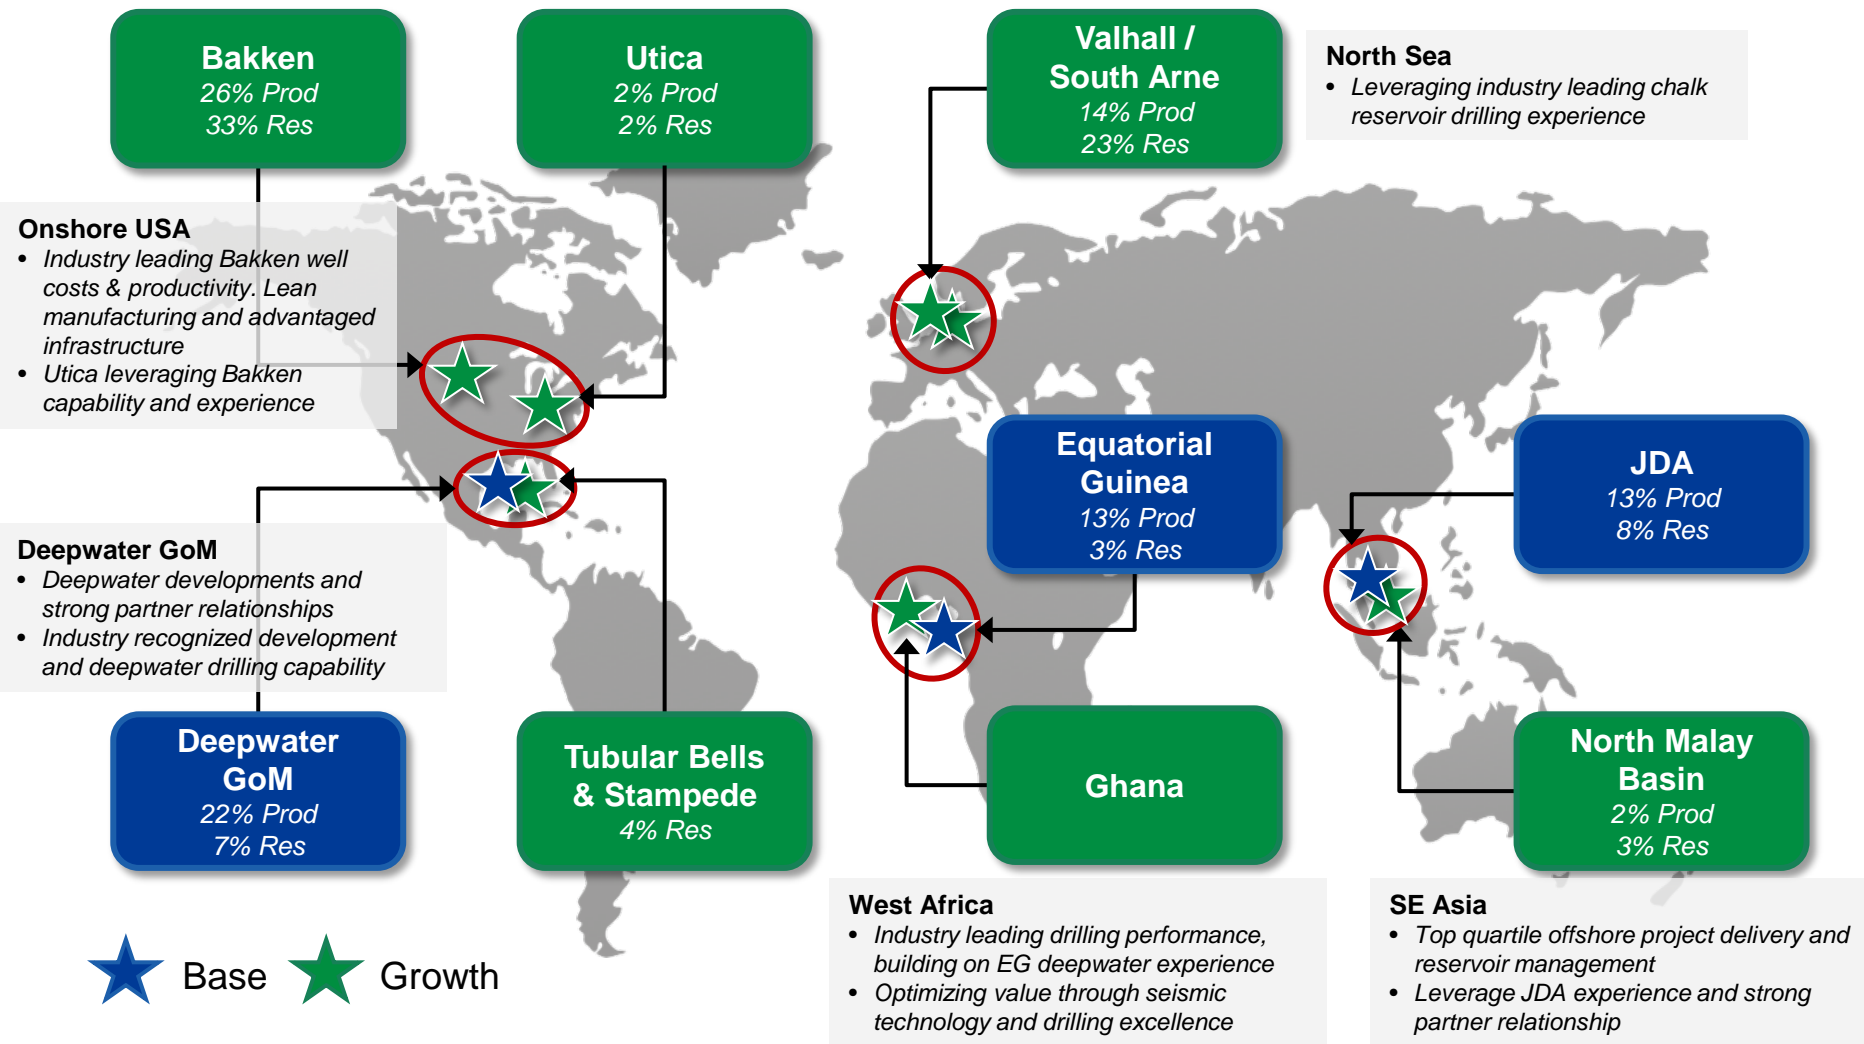 Bakken
26% Prod
33% Res
Utica
2% Prod
2% Res
Valhall /
South Arne
14% Prod
23% Res
North Sea
• Leveraging industry leading chalk
reservoir drilling experience
Onshore USA
• Industry leading Bakken well
costs & productivity. Lean
manufacturing and advantaged
infrastructure
• Utica leveraging Bakken
capability and experience
Equatorial
Guinea
13% Prod
3% Res
JDA
13% Prod
8% Res
Deepwater GoM
• Deepwater developments and
strong partner relationships
• Industry recognized development
and deepwater drilling capability
Deepwater
GoM
22% Prod
7% Res
Tubular Bells
& Stampede
4% Res
Ghana
North Malay
Basin
2% Prod
3% Res
West Africa
• Industry leading drilling performance,
building on EG deepwater experience
• Optimizing value through seismic
technology and drilling excellence
SE Asia
• Top quartile offshore project delivery and
reservoir management
• Leverage JDA experience and strong
partner relationship
Base
Growth